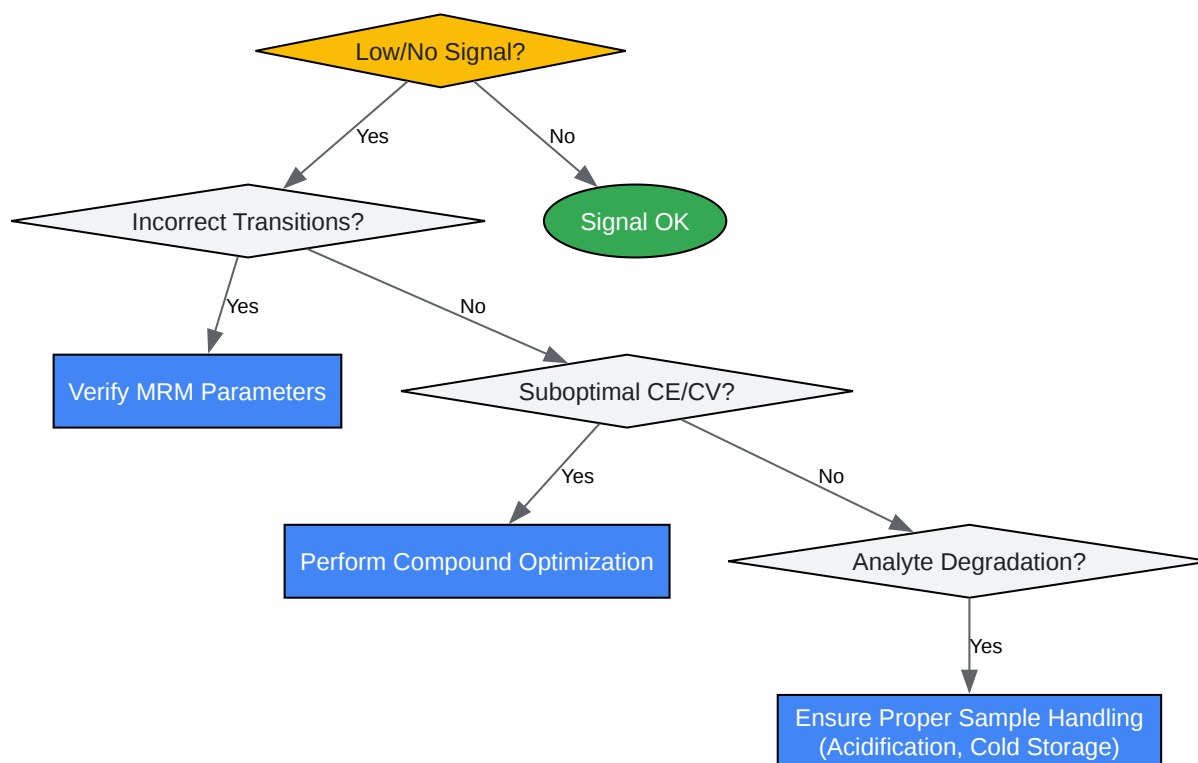 Low/No Signal?
Yes
No
Incorrect Transitions?
Signal OK
Yes
No
Verify MRM Parameters
Suboptimal CE/CV?
Yes
No
Perform Compound Optimization
Analyte Degradation?
Yes
Ensure Proper Sample Handling
(Acidification, Cold Storage)